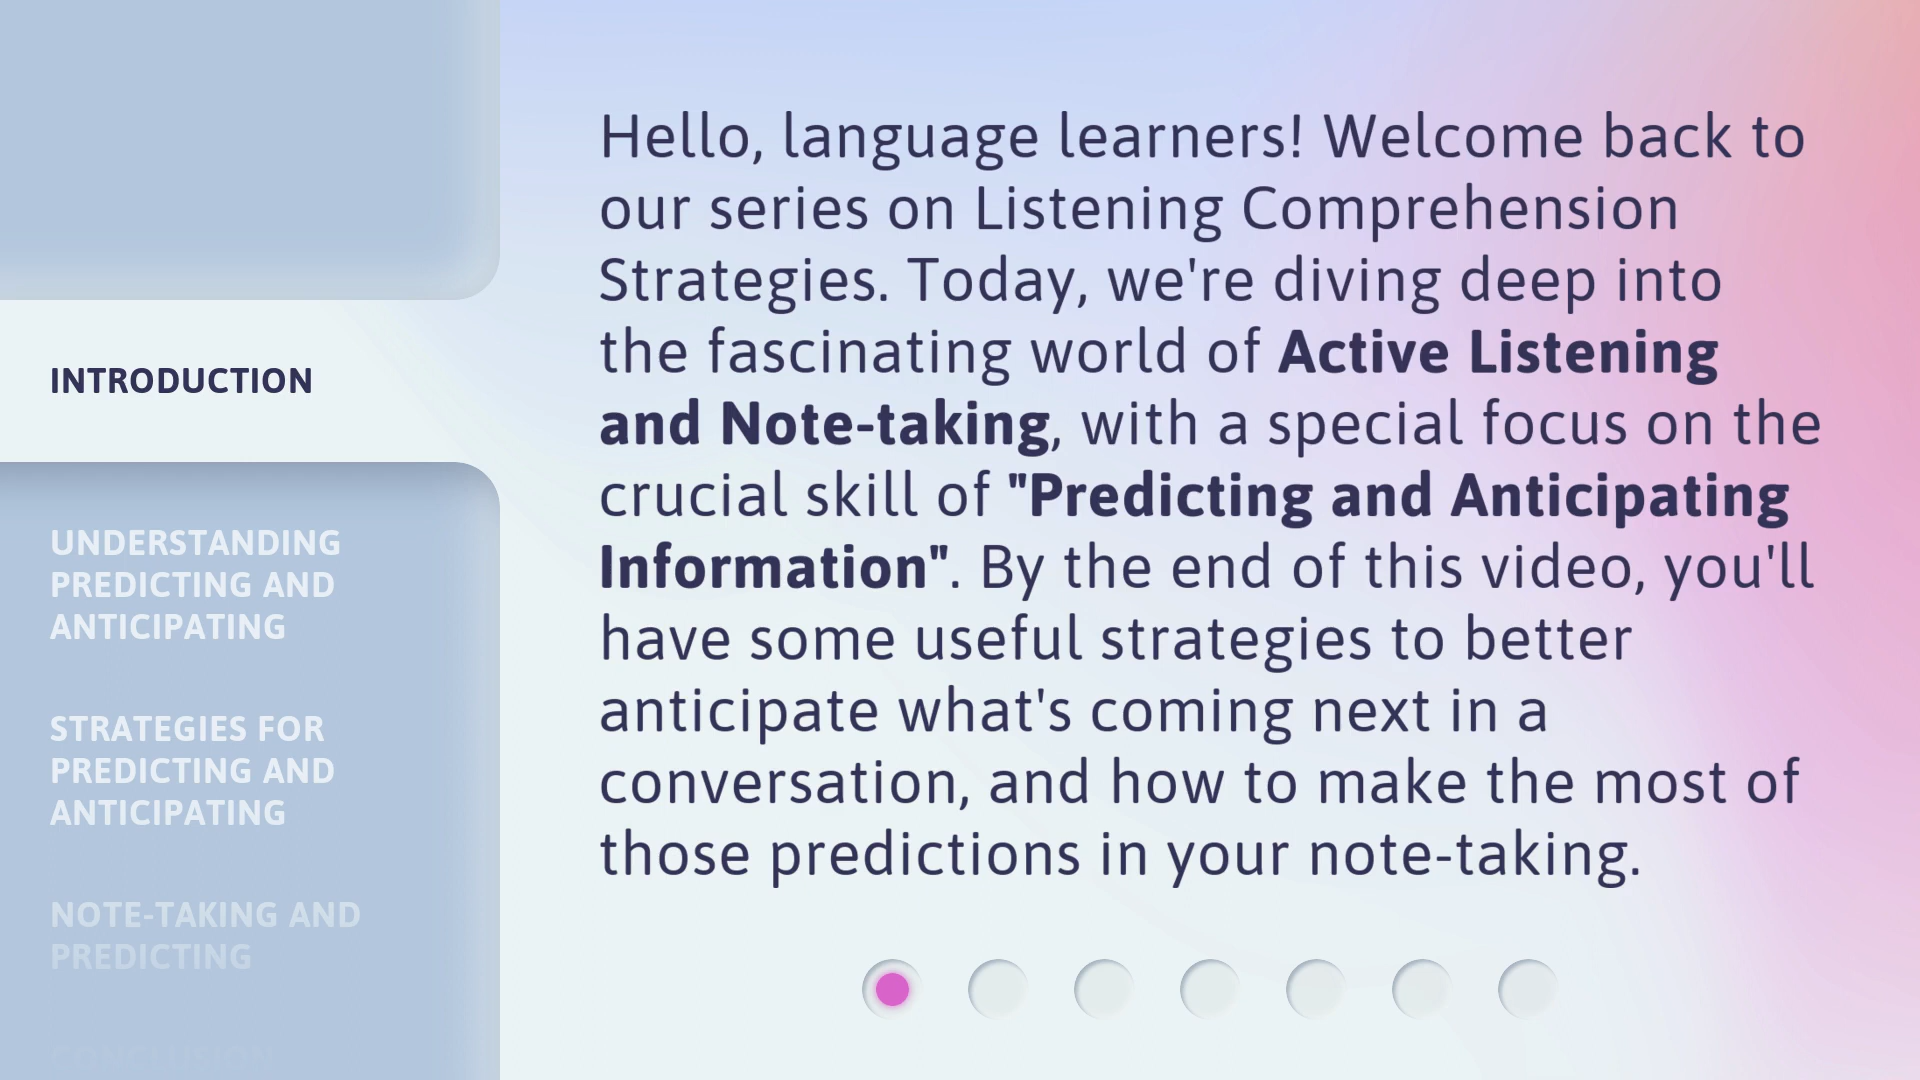 INTRODUCTION
UNDERSTANDING
PREDICTING AND
ANTICIPATING
STRATEGIES FOR
PREDICTING AND
ANTICIPATING
NOTE-TAKING AND
PREDICTING
CONCLUSION
Hello, language learners! Welcome back to
our series on Listening Comprehension
Strategies. Today, we're diving deep into
the fascinating world of Active Listening
and Note-taking, with a special focus on the
crucial skill of "Predicting and Anticipating
Information". By the end of this video, you'll
have some useful strategies to better
anticipate what's coming next in a
conversation, and how to make the most of
those predictions in your note-taking.